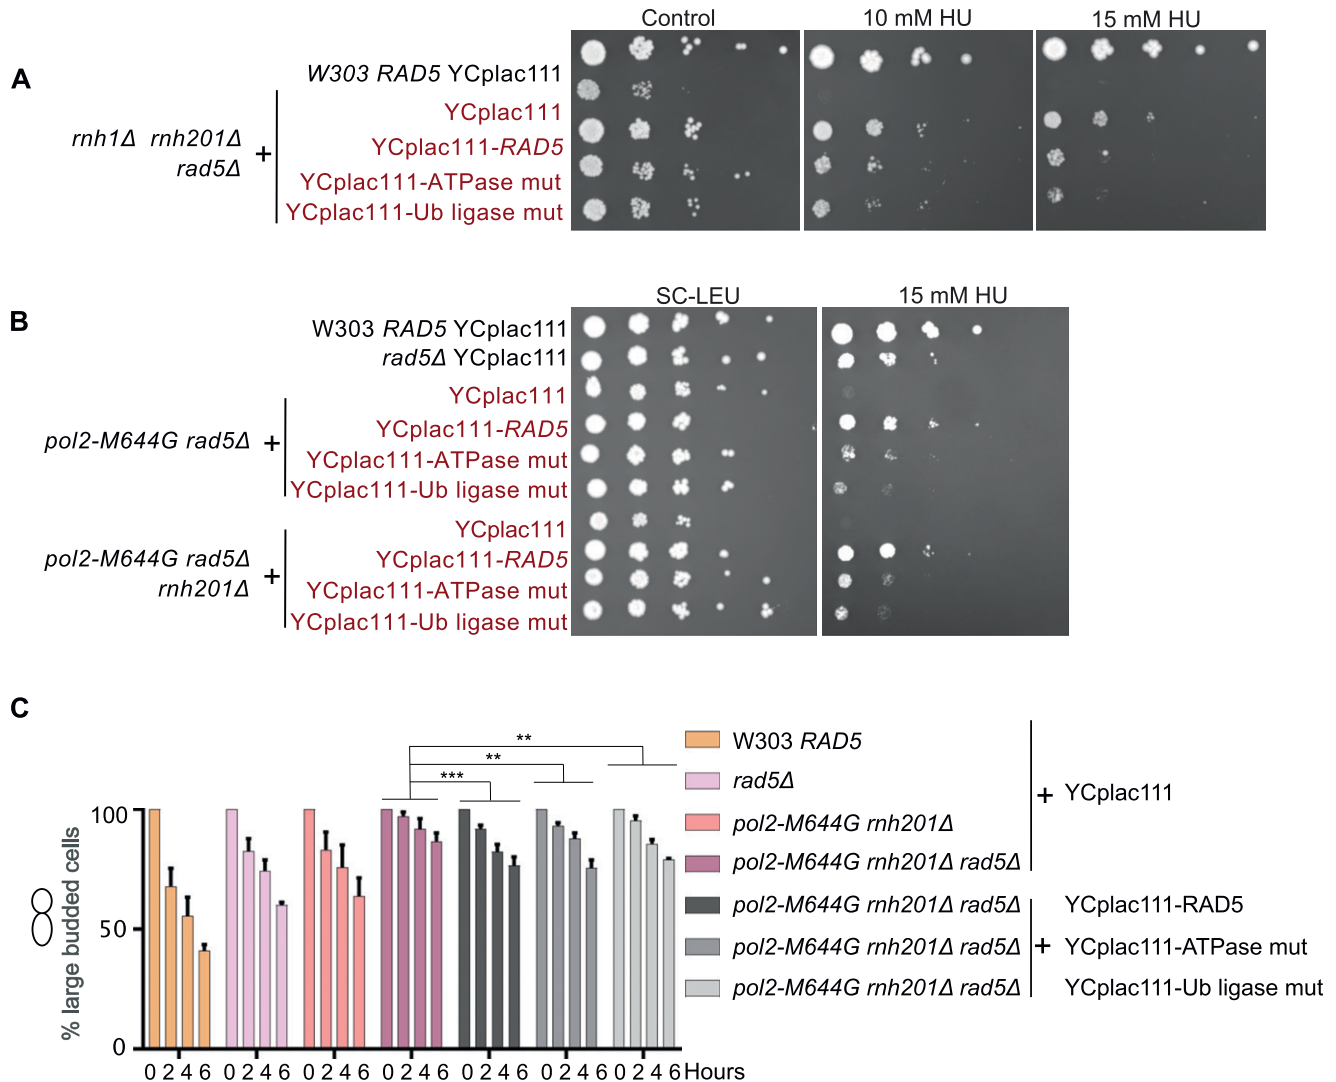 Control 10 mM HU 15 mM HU
A
W303 RAD5 YCplac111
YCplac111
rnh1Δ rnh201Δ
rad5Δ
+
YCplac111-RAD5
YCplac111-ATPase mut
YCplac111-Ub ligase mut
SC-LEU 15 mM HU
B
W303 RAD5 YCplac111
rad5Δ YCplac111
YCplac111
pol2-M644G rad5Δ +
YCplac111-RAD5
YCplac111-ATPase mut
YCplac111-Ub ligase mut
YCplac111
pol2-M644G rad5Δ
rnh201Δ
+
YCplac111-RAD5
YCplac111-ATPase mut
YCplac111-Ub ligase mut
C
% large budded cells
100
50
0
**
**
***
0 2 4 6 0 2 4 6 0 2 4 6 0 2 4 6 0 2 4 6 0 2 4 6 0 2 4 6 Hours
W303 RAD5
rad5Δ
pol2-M644G rnh201Δ
pol2-M644G rnh201Δ rad5Δ
+ YCplac111
pol2-M644G rnh201Δ rad5Δ YCplac111-RAD5
pol2-M644G rnh201Δ rad5Δ + YCplac111-ATPase mut
pol2-M644G rnh201Δ rad5Δ YCplac111-Ub ligase mut